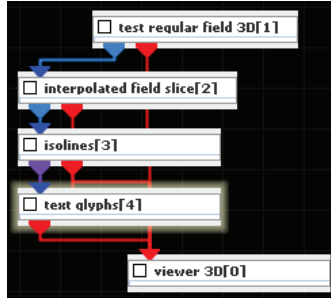 test regular field 3D[1]
interpolated field slice[2]
isolines[3]
text glyphs[4]
viewer 3D[0]